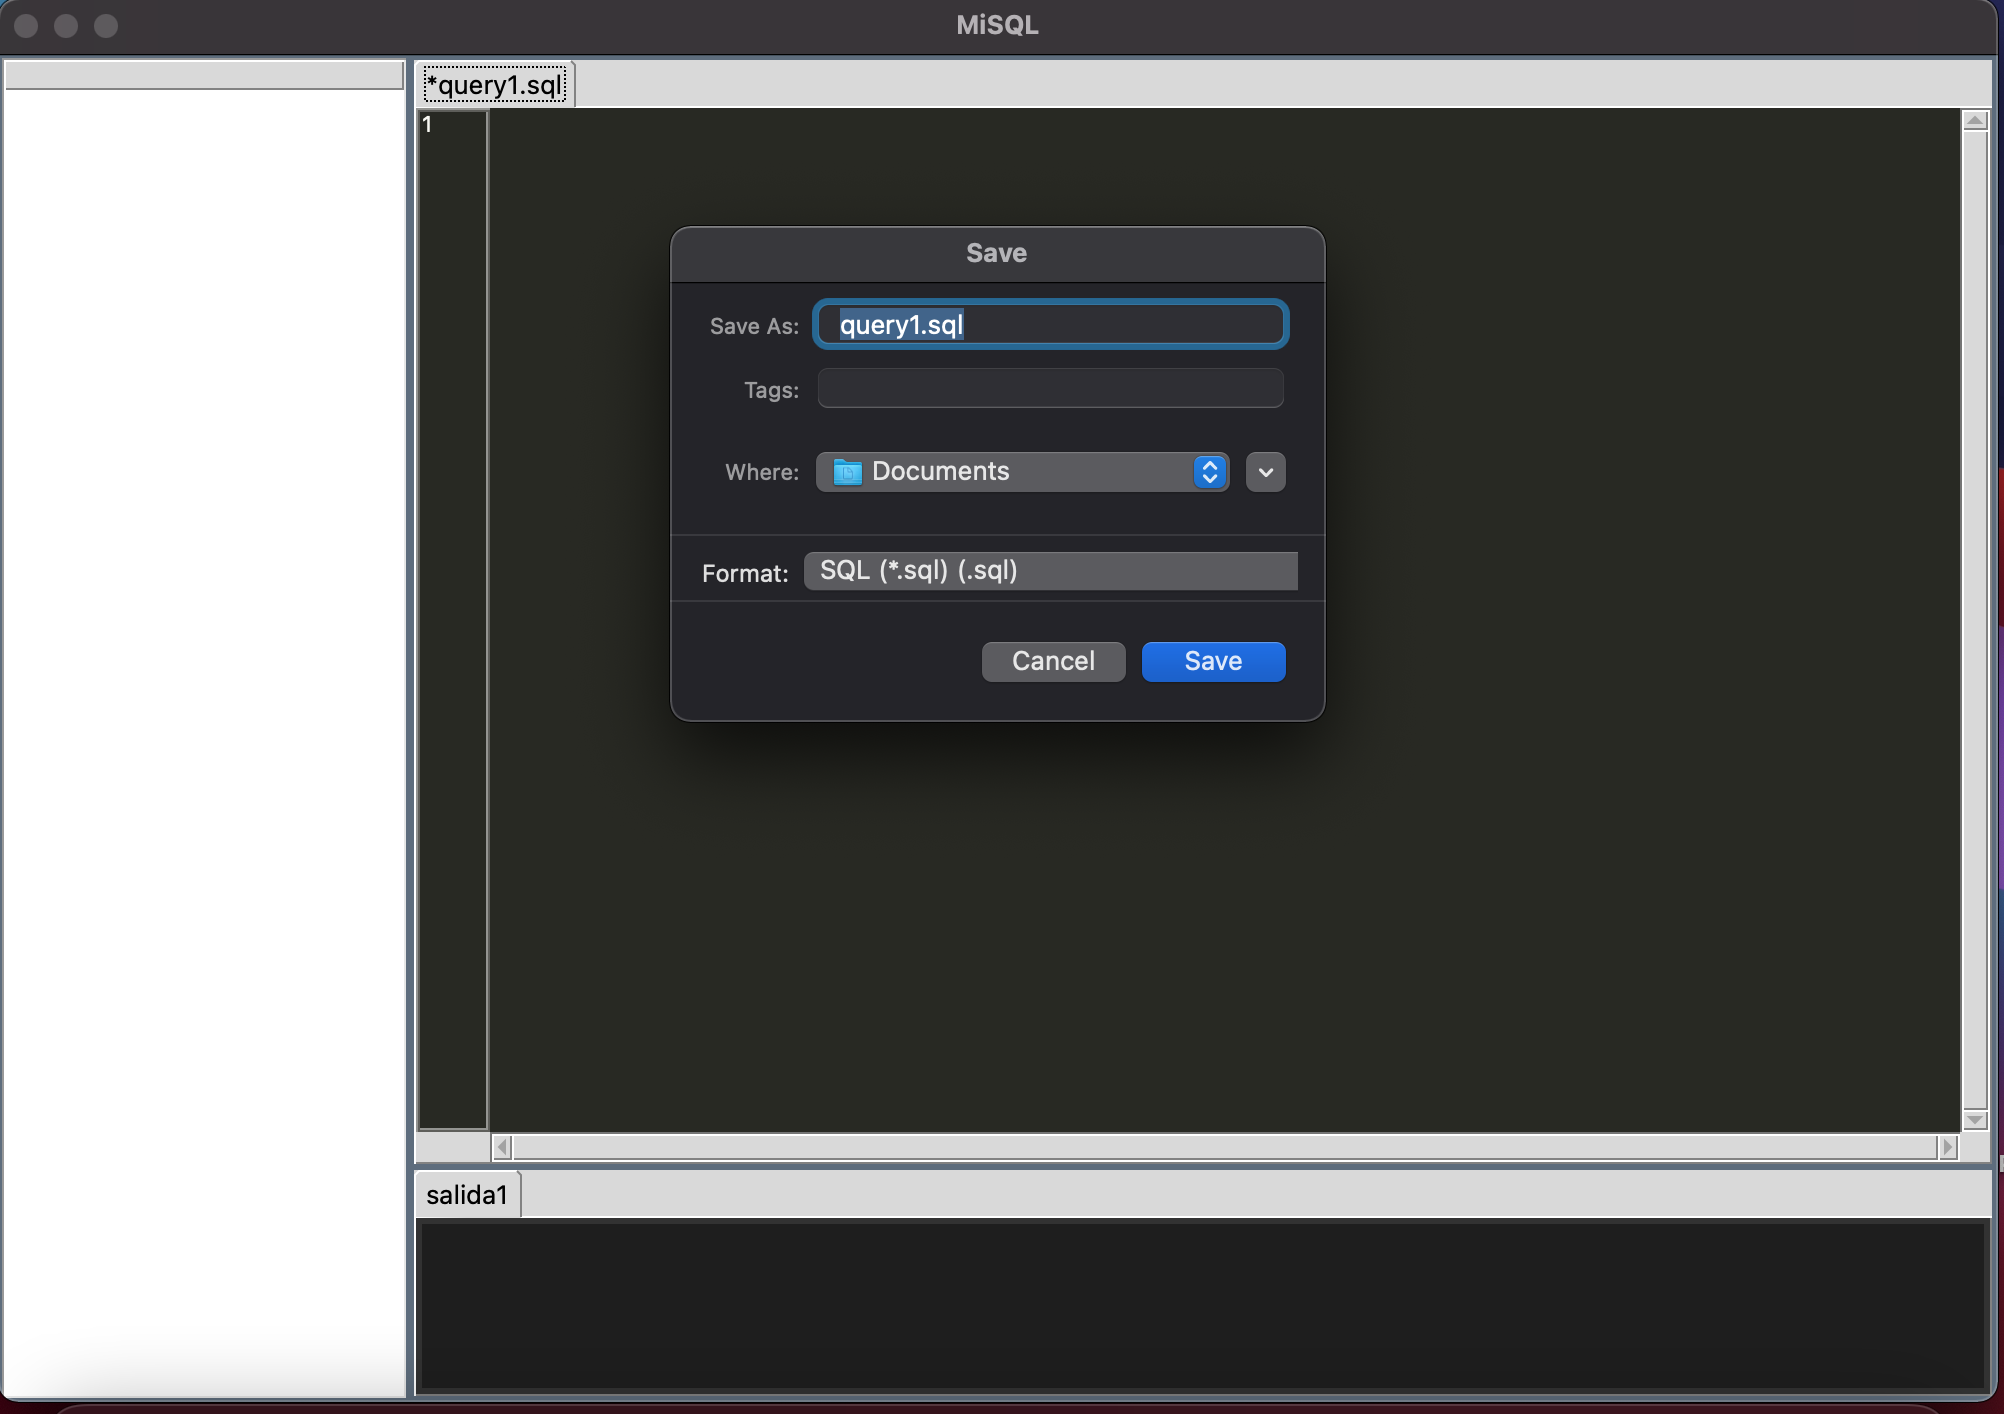 MiSQL
*query1.sql
1
Save
Save As: query1.sql
Tags:
Where: Documents
Format: SQL (*.sql) (.sql)
Cancel Save
salida1